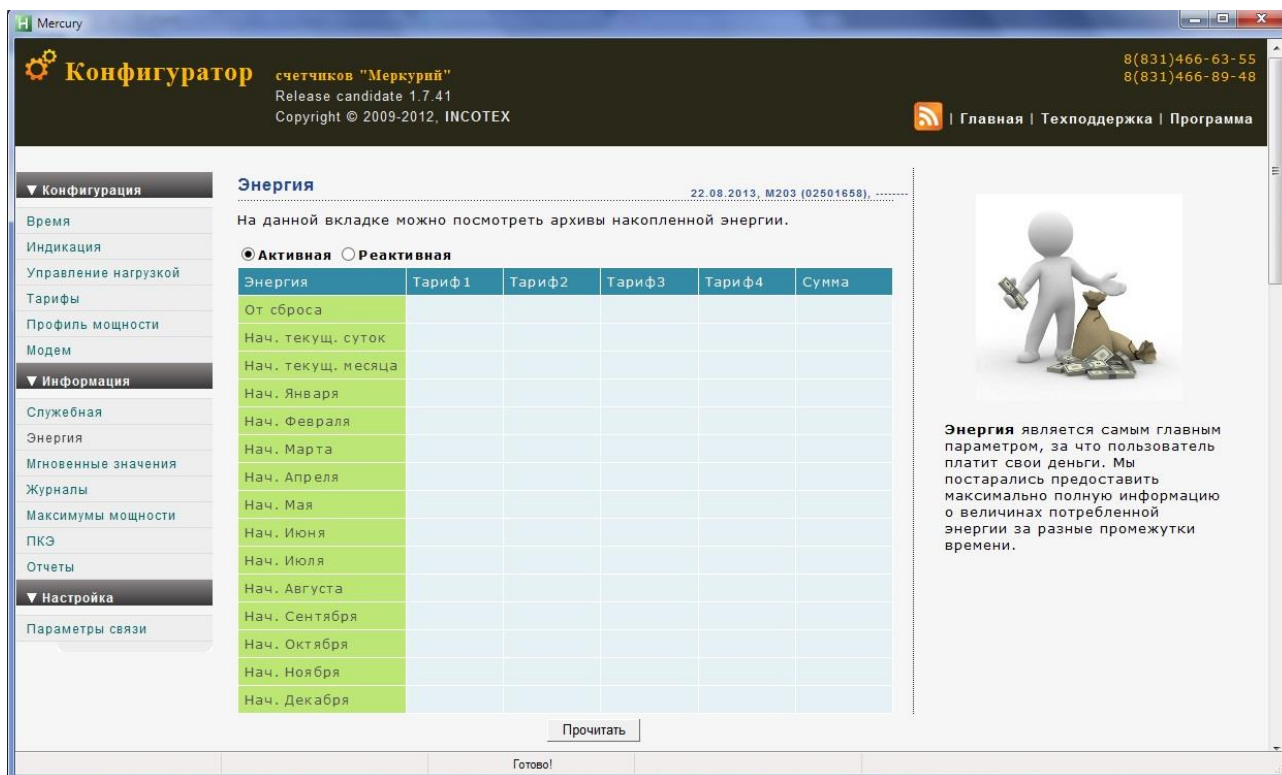 Mercury
Конфигуратор счетчиков "Меркурий"
Release candidate 1.7.41
Copyright © 2009-2012, INCOTEX
8(831)466-63-55
8(831)466-89-48
| Главная | Техподдержка | Программа
▼ Конфигурация
Время
Индикация
Управление нагрузкой
Тарифы
Профиль мощности
Модем
▼ Информация
Служебная
Энергия
Мгновенные значения
Журналы
Максимумы мощности
ПКЭ
Отчеты
▼ Настройка
Параметры связи
Энергия
22.08.2013, М203 (02501658), --------
На данной вкладке можно посмотреть архивы накопленной энергии.
Активная Реактивная
Энергия Тариф1 Тариф2 Тариф3 Тариф4 Сумма
От сброса
Нач. текущ. суток
Нач. текущ. месяца
Нач. Января
Нач. Февраля
Нач. Марта
Нач. Апреля
Нач. Мая
Нач. Июня
Нач. Июля
Нач. Августа
Нач. Сентября
Нач. Октября
Нач. Ноября
Нач. Декабря
Прочитать
Энергия является самым главным
параметром, за что пользователь
платит свои деньги. Мы
постарались предоставить
максимально полную информацию
о величинах потребленной
энергии за разные промежутки
времени.
Готово!